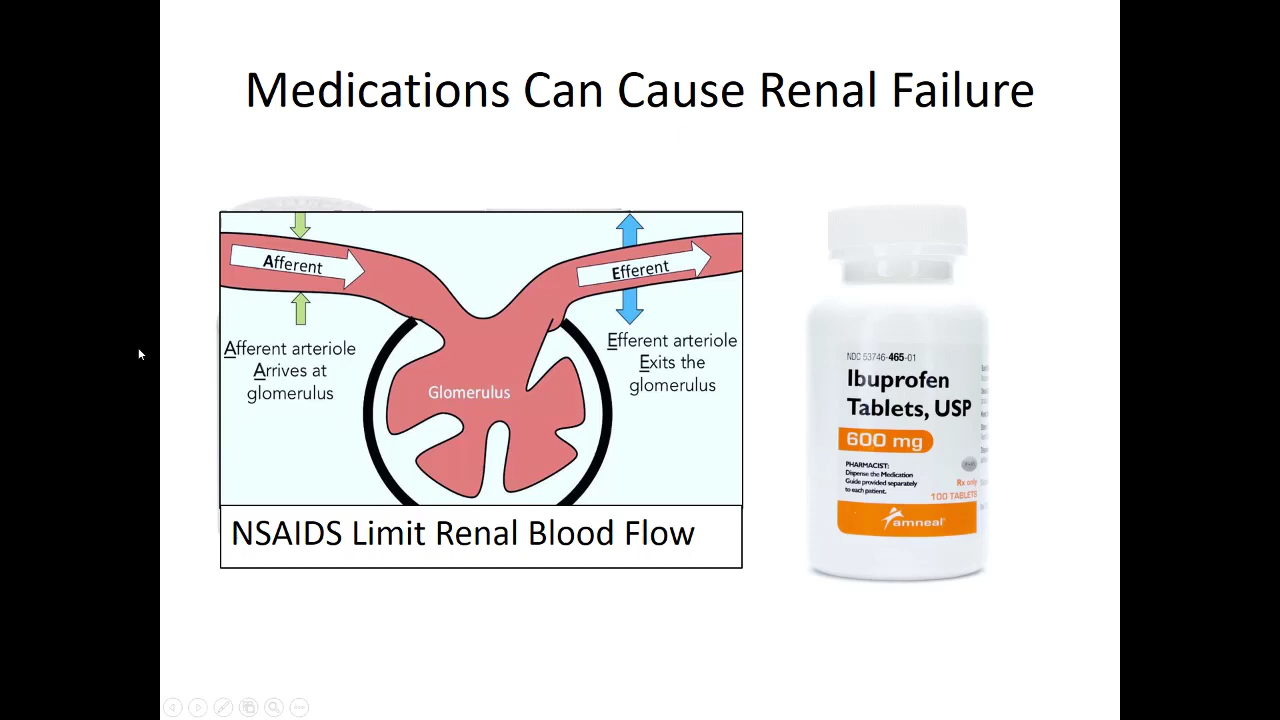 Medications Can Cause Renal Failure
Afferent
Efferent
Afferent arteriole
Arrives at
glomerulus
Efferent arteriole
Exits the
glomerulus
Glomerulus
NSAIDS Limit Renal Blood Flow
NDC 53746-465-01
Ibuprofen
Tablets, USP
600 mg
PHARMACIST:
Dispense the Medication
Guide provided separately
to each patient.
Rx only
100 TABLETS
amneal